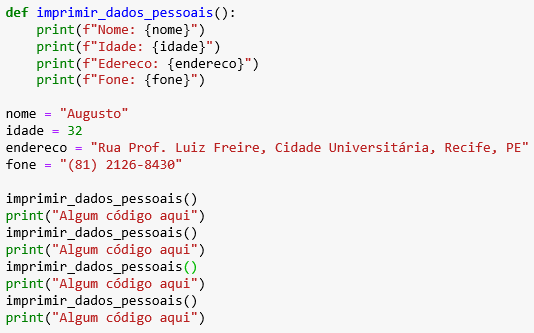 def imprimir_dados_pessoais():
    print(f"Nome: {nome}")
    print(f"Idade: {idade}")
    print(f"Edereco: {endereco}")
    print(f"Fone: {fone}")

nome = "Augusto"
idade = 32
endereco = "Rua Prof. Luiz Freire, Cidade Universitária, Recife, PE"
fone = "(81) 2126-8430"

imprimir_dados_pessoais()
print("Algum código aqui")
imprimir_dados_pessoais()
print("Algum código aqui")
imprimir_dados_pessoais()
print("Algum código aqui")
imprimir_dados_pessoais()
print("Algum código aqui")